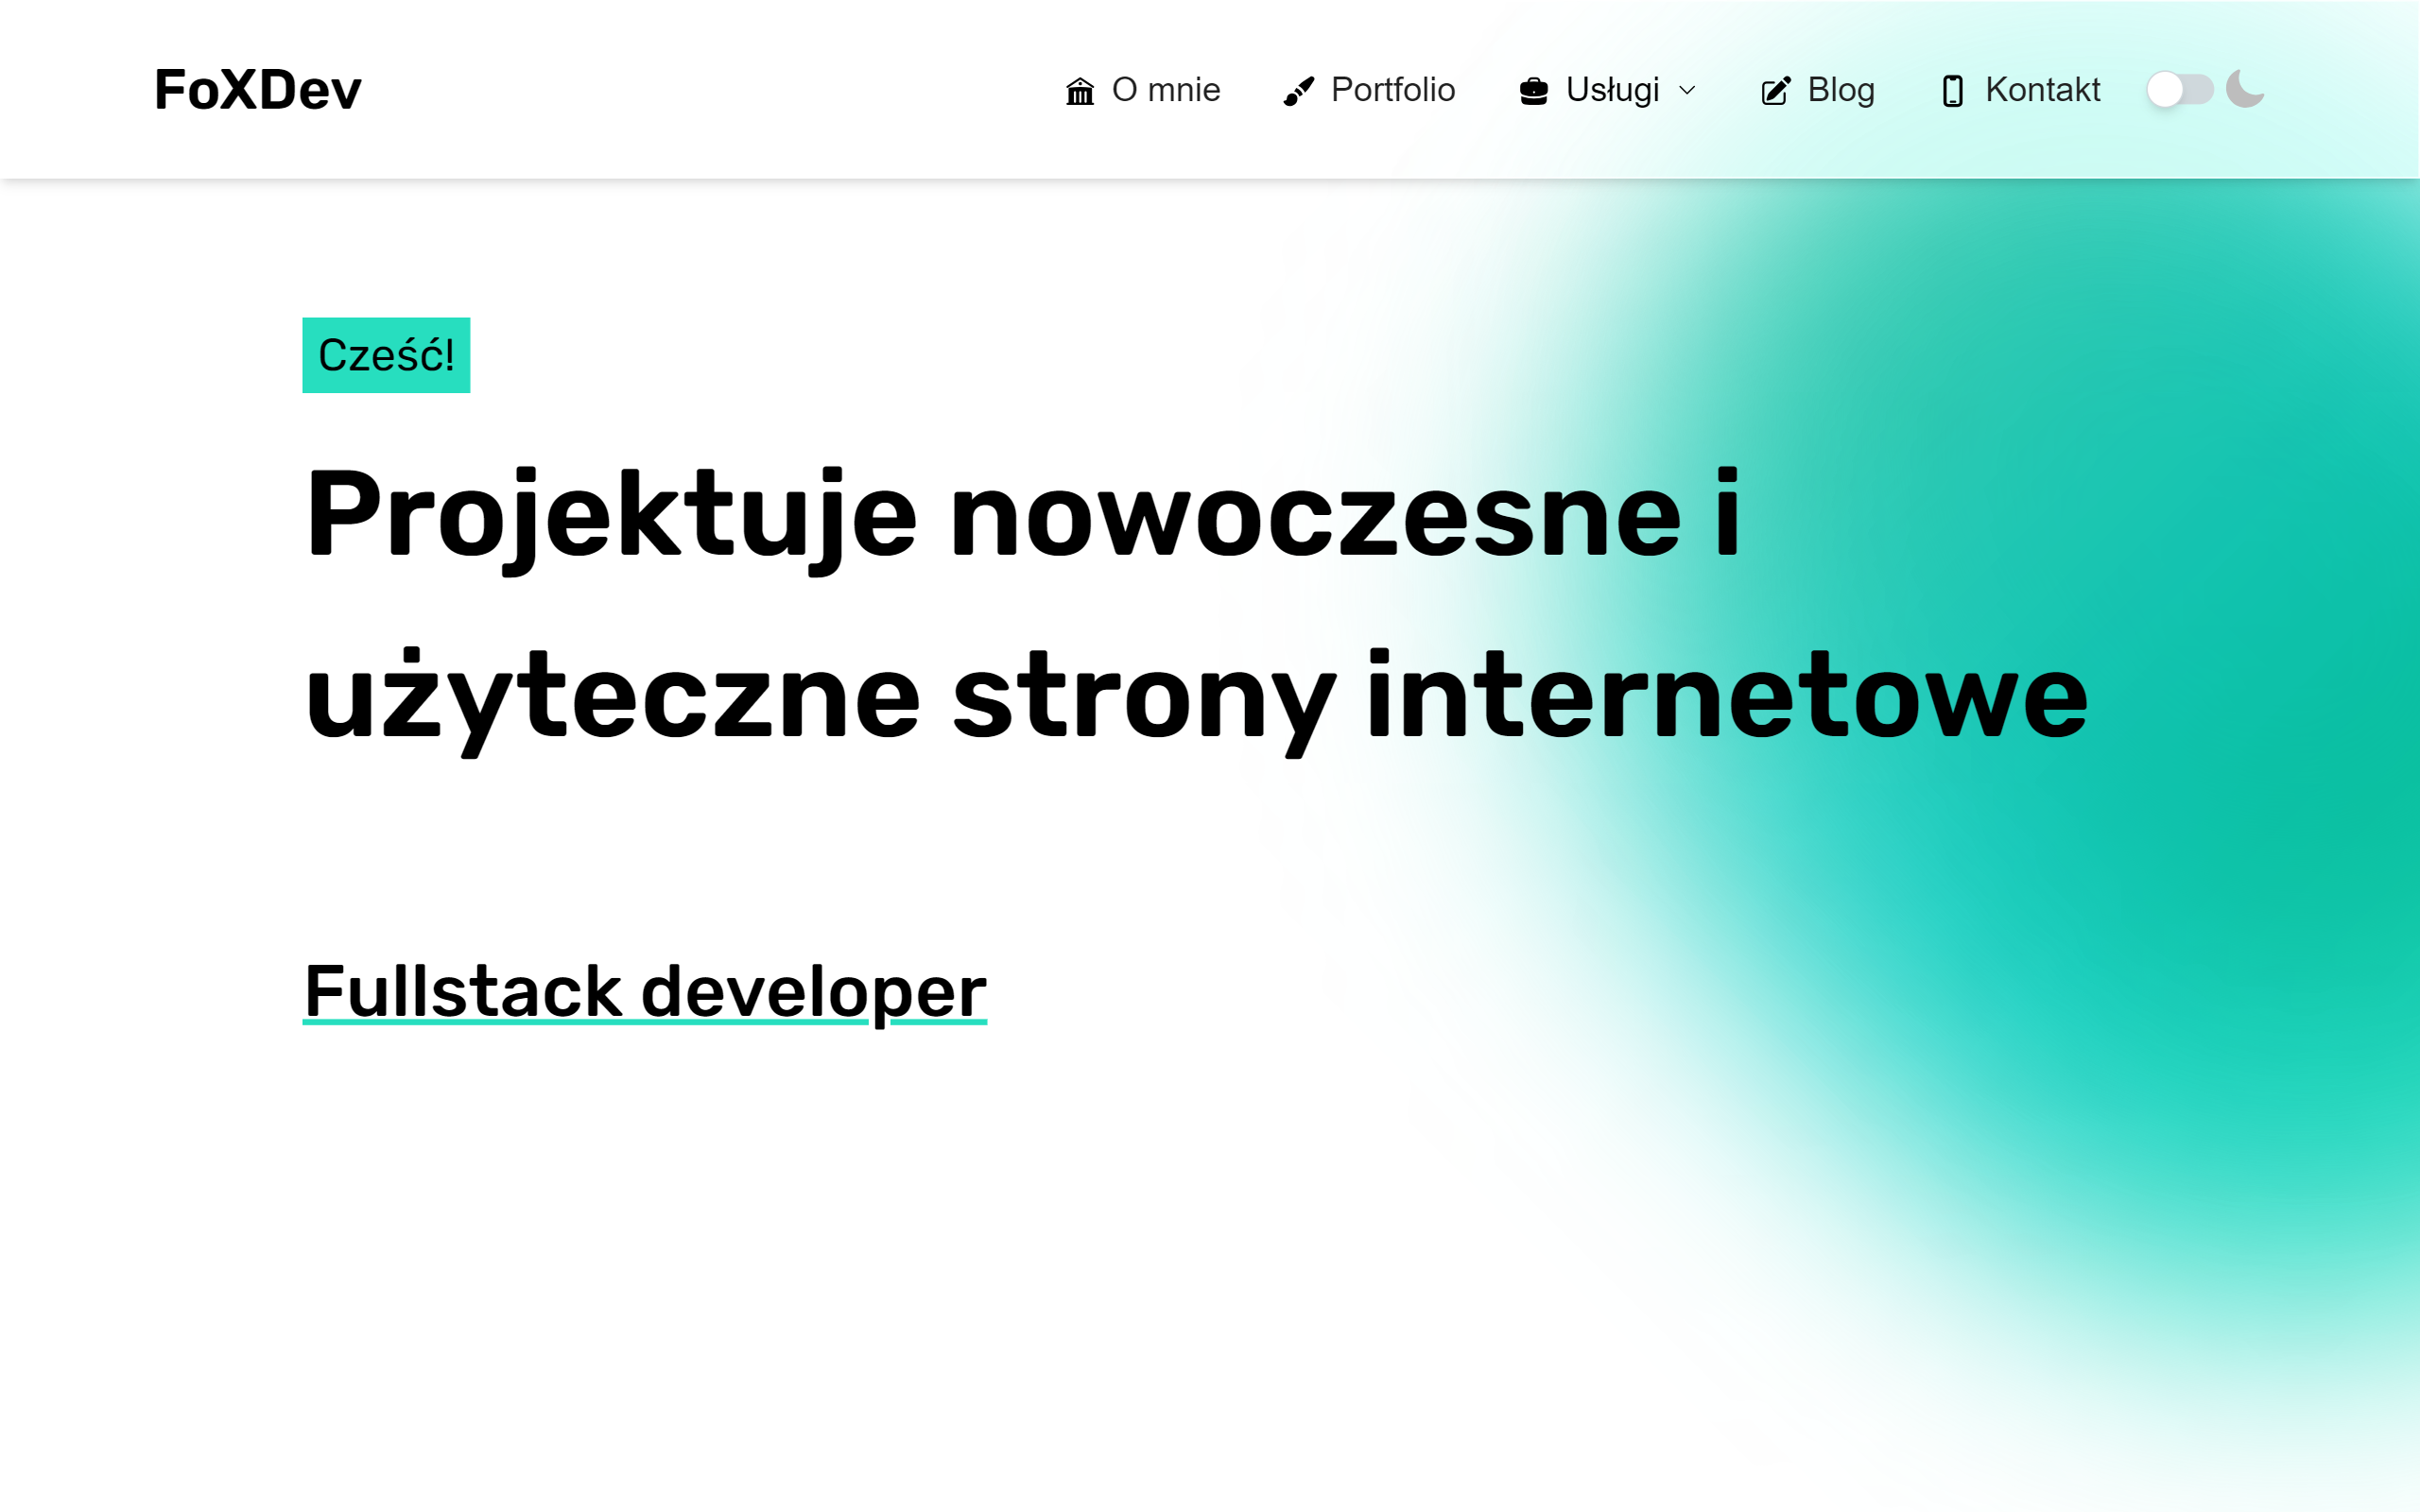 FoXDev
O mnie
Portfolio
Usługi
Blog
Kontakt
Cześć!
Projektuje nowoczesne i
użyteczne strony internetowe
Fullstack developer